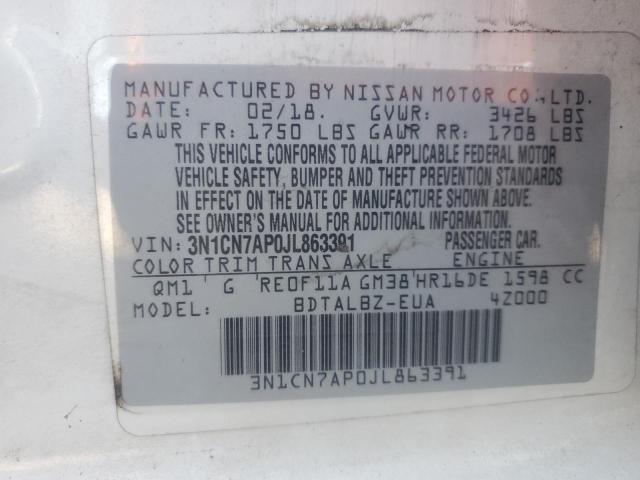 MANUFACTURED BY NISSAN MOTOR CO.,LTD.
DATE: 02/18. GVWR: 3426 LBS
GAWR FR: 1750 LBS GAWR RR: 1708 LBS
THIS VEHICLE CONFORMS TO ALL APPLICABLE FEDERAL MOTOR
VEHICLE SAFETY, BUMPER AND THEFT PREVENTION STANDARDS
IN EFFECT ON THE DATE OF MANUFACTURE SHOWN ABOVE.
SEE OWNER'S MANUAL FOR ADDITIONAL INFORMATION
VIN: 3N1CN7AP0JL863391 PASSENGER CAR.
COLOR TRIM TRANS AXLE ENGINE
QM1 G RE0F11A GM38 HR16DE 1598 CC
MODEL: BDTALBZ-EUA 4Z000
3N1CN7AP0JL863391